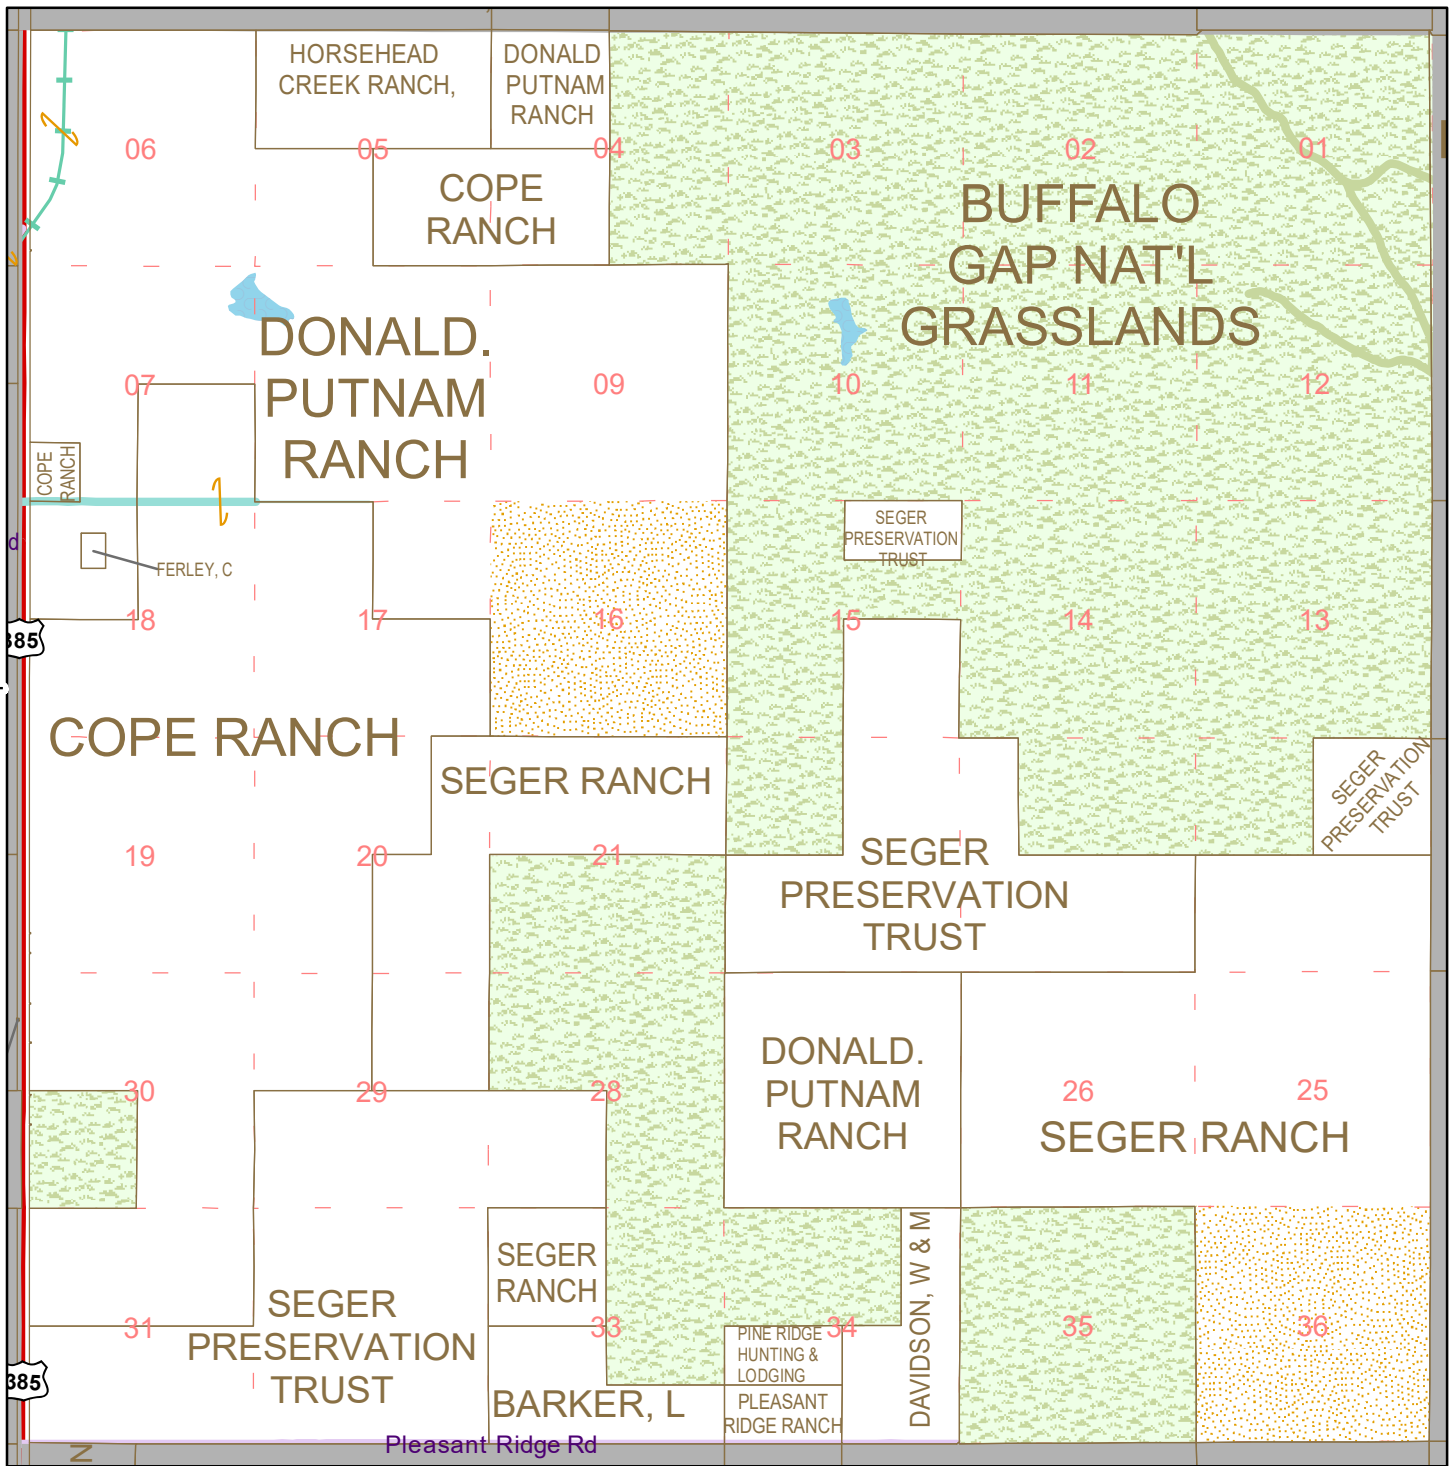 HORSEHEAD
CREEK RANCH,
DONALD
PUTNAM
RANCH
06
05
04
03
02
01
COPE
RANCH
BUFFALO
GAP NAT'L
GRASSLANDS
DONALD.
PUTNAM
RANCH
07
09
10
11
12
COPE
RANCH
SEGER
PRESERVATION
TRUST
d
FERLEY, C
18
17
16
15
14
13
385
COPE RANCH
SEGER RANCH
SEGER
PRESERVATION
TRUST
19
20
21
SEGER
PRESERVATION
TRUST
DONALD.
PUTNAM
RANCH
30
29
28
26
25
SEGER RANCH
SEGER
RANCH
DAVIDSON, W & M
SEGER
PRESERVATION
TRUST
31
33
34
35
36
PINE RIDGE
HUNTING &
LODGING
385
BARKER, L
PLEASANT
RIDGE RANCH
Pleasant Ridge Rd
N